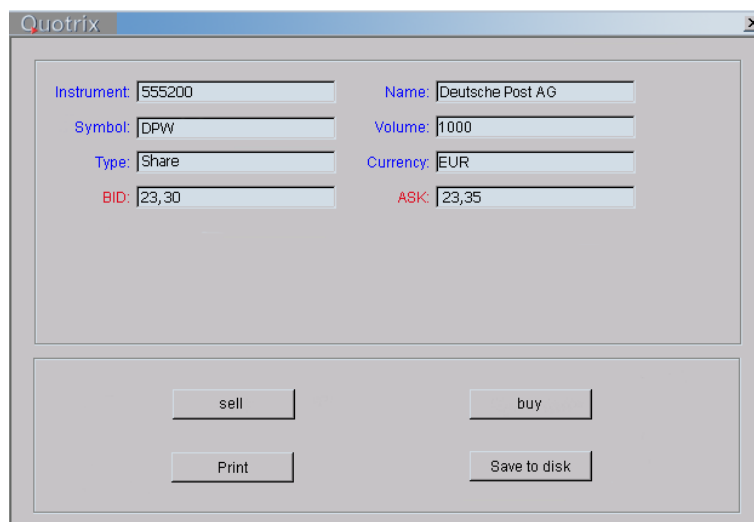 Quotrix
Instrument: 555200 Name: Deutsche Post AG
Symbol: DPW Volume: 1000
Type: Share Currency: EUR
BID: 23,30 ASK: 23,35
sell buy
Print Save to disk